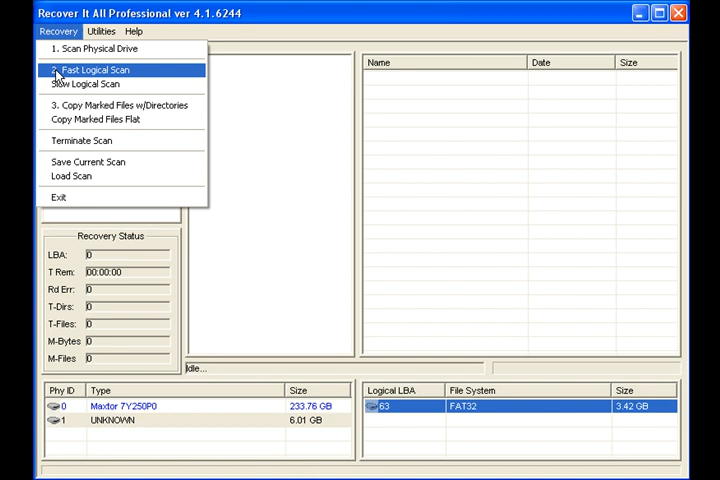 Recover It All Professional ver 4.1.6244
Recovery Utilities Help
1. Scan Physical Drive
2. Fast Logical Scan
Slow Logical Scan
3. Copy Marked Files w/Directories
Copy Marked Files Flat
Terminate Scan
Save Current Scan
Load Scan
Exit
Name Date Size
Recovery Status
LBA: 0
T Rem: 00:00:00
Rd Err: 0
T-Dirs: 0
T-Files: 0
M-Bytes 0
M-Files 0
Idle...
Phy ID Type Size
0 Maxtor 7Y250P0 233.76 GB
1 UNKNOWN 6.01 GB
Logical LBA File System Size
63 FAT32 3.42 GB